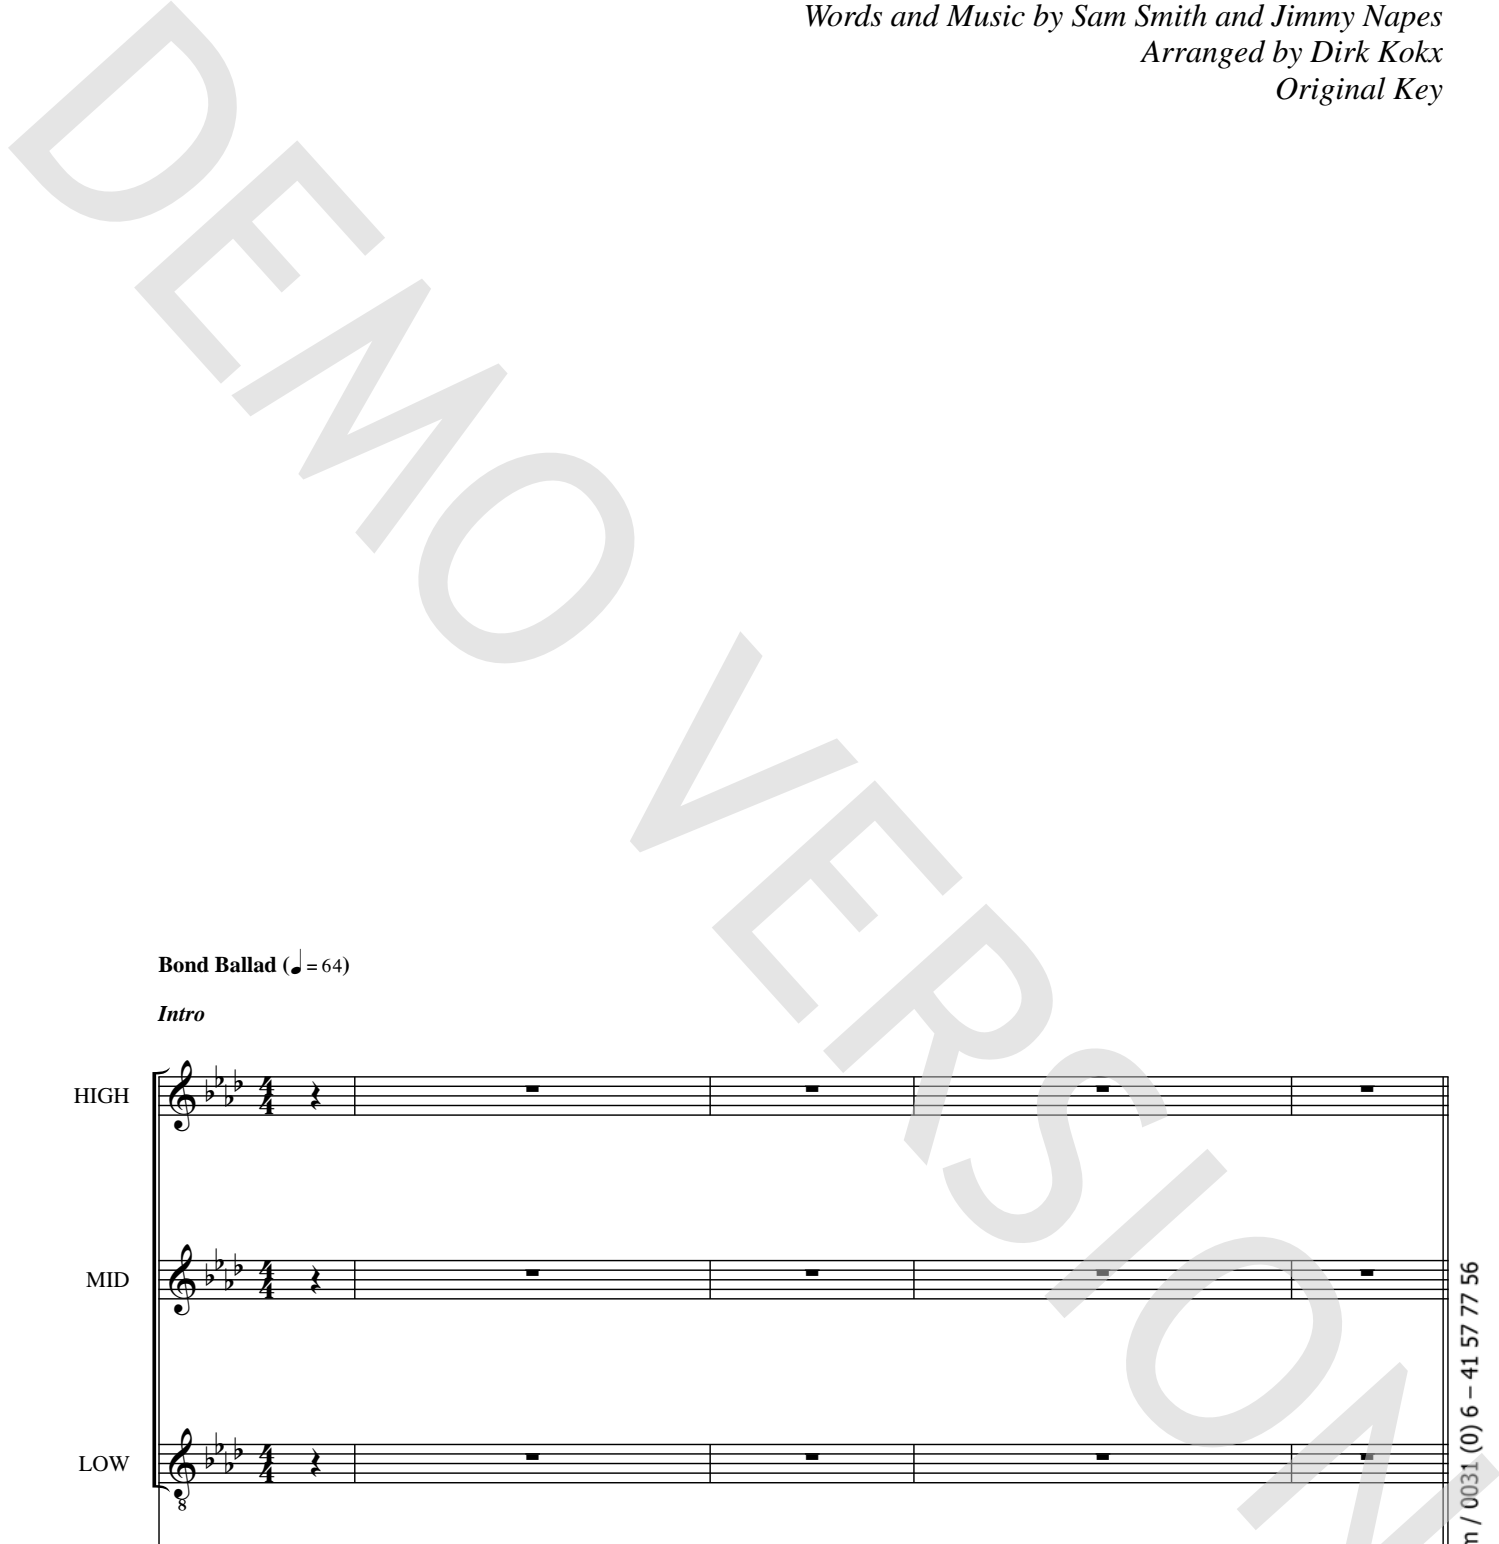 Words and Music by Sam Smith and Jimmy Napes
Arranged by Dirk Kokx
Original Key
DEMO VERSION
Bond Ballad (♩ = 64)
Intro
HIGH
4
4
MID
4
4
LOW
4
4
8
m / 0031 (0) 6 – 41 57 77 56